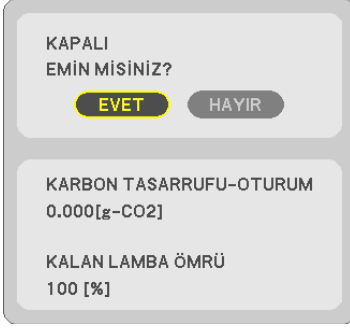 KAPALI
EMİN MİSİNİZ?
EVET HAYIR
KARBON TASARRUFU-OTURUM
0.000[g-CO2]
KALAN LAMBA ÖMRÜ
100 [%]